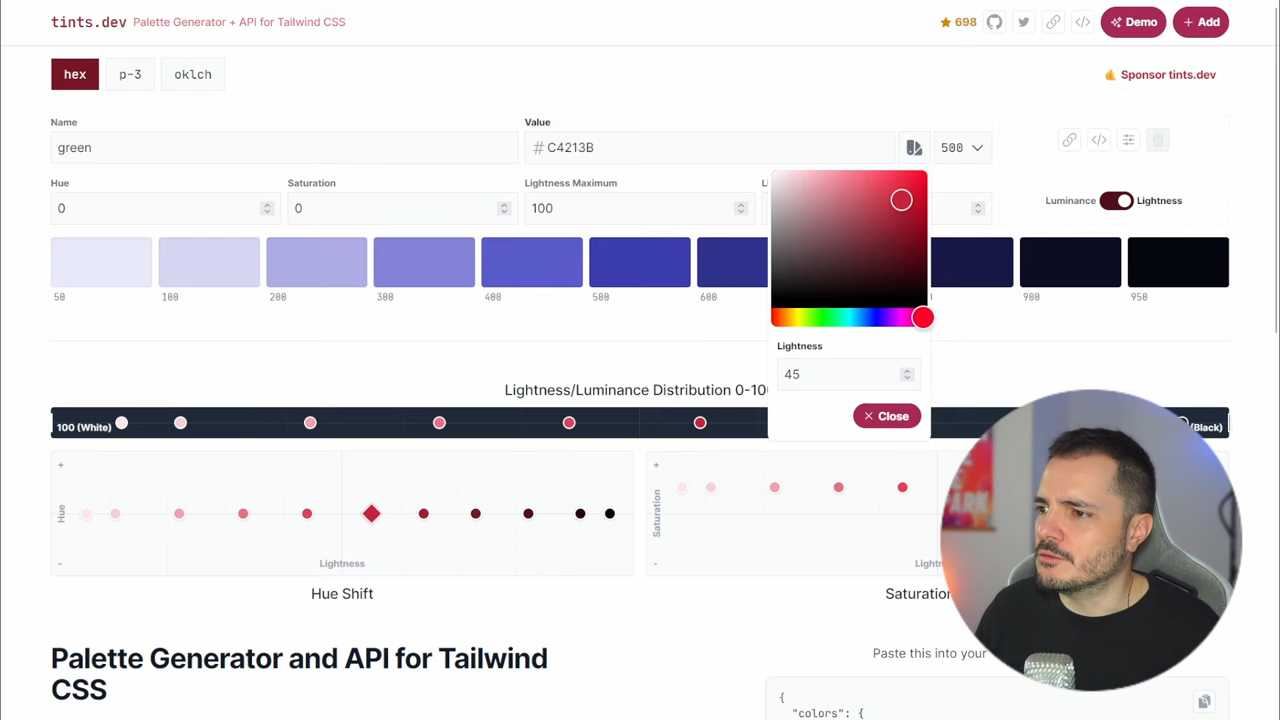 tints.dev Palette Generator + API for Tailwind CSS
698
Demo
Add
hex p-3 oklch
Sponsor tints.dev
Name
Value
green
# C4213B
500
Hue
Saturation
Lightness Maximum
0
0
100
Luminance Lightness
50 100 200 300 400 500 600 900 950
Lightness
45
Close
Lightness/Luminance Distribution 0-10
100 (White)
(Black)
+
Hue
-
Lightness
Hue Shift
+
Saturation
-
Saturation
Palette Generator and API for Tailwind
CSS
Paste this into your
{
"colors": {